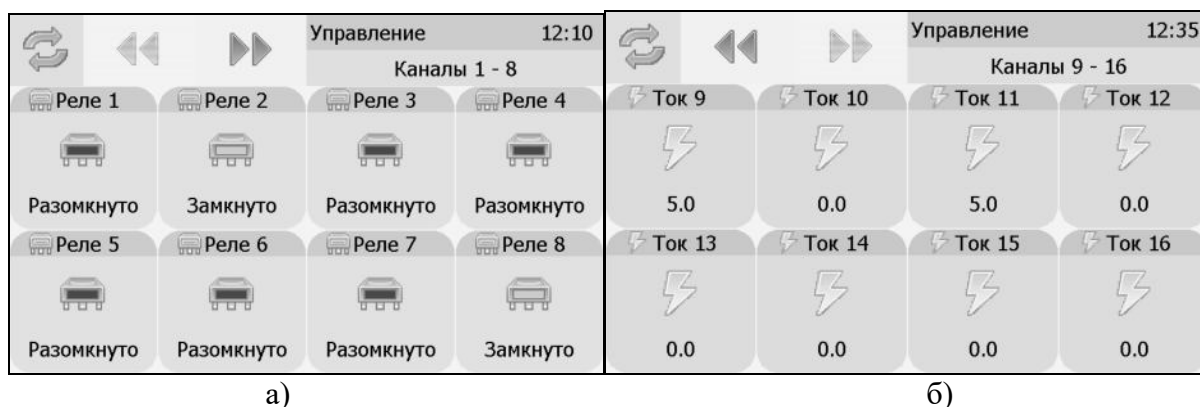 Управление 12:10
Каналы 1 - 8
Реле 1 Реле 2 Реле 3 Реле 4
Разомкнуто Замкнуто Разомкнуто Разомкнуто
Реле 5 Реле 6 Реле 7 Реле 8
Разомкнуто Разомкнуто Разомкнуто Замкнуто
а)
Управление 12:35
Каналы 9 - 16
Ток 9 Ток 10 Ток 11 Ток 12
5.0 0.0 5.0 0.0
Ток 13 Ток 14 Ток 15 Ток 16
0.0 0.0 0.0 0.0
б)